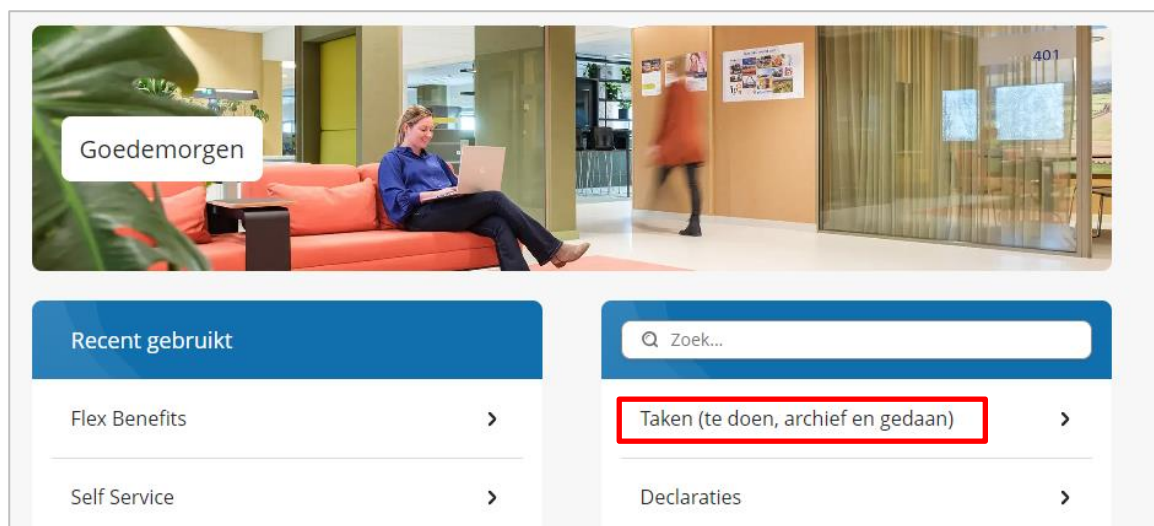 401
Goedemorgen
Recent gebruikt
Flex Benefits
Self Service
Zoek...
Taken (te doen, archief en gedaan)
Declaraties